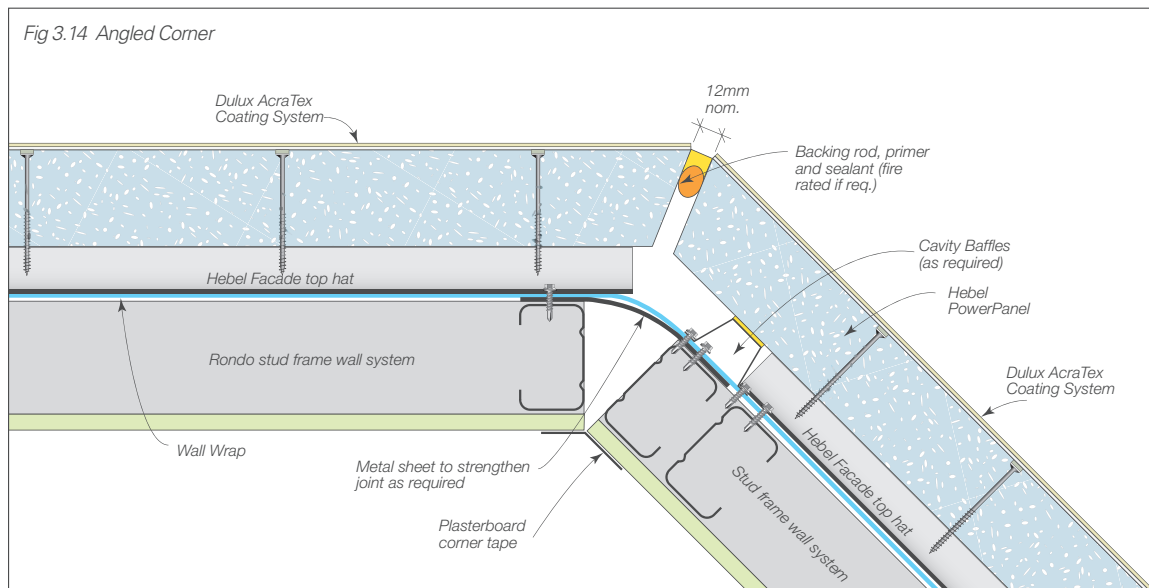 Fig 3.14 Angled Corner
12mm
nom.
Dulux AcraTex
Coating System
Backing rod, primer
and sealant (fire
rated if req.)
Cavity Baffles
(as required)
Hebel Facade top hat
Hebel
PowerPanel
Rondo stud frame wall system
Dulux AcraTex
Coating System
Wall Wrap
Hebel Facade top hat
Metal sheet to strengthen
joint as required
Stud frame wall system
Plasterboard
corner tape